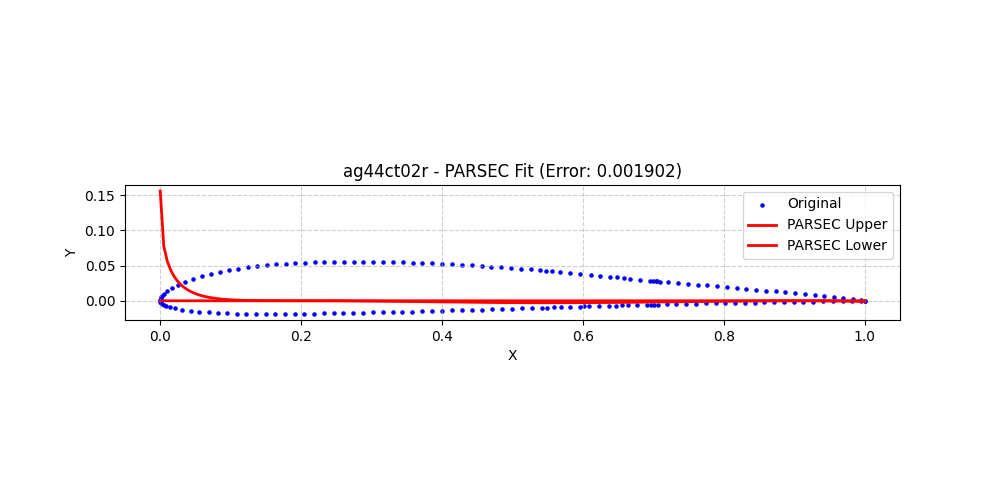 ag44ct02r - PARSEC Fit (Error: 0.001902)
0.15
0.10
0.05
0.00
Y
Original
PARSEC Upper
PARSEC Lower
0.0 0.2 0.4 0.6 0.8 1.0
X